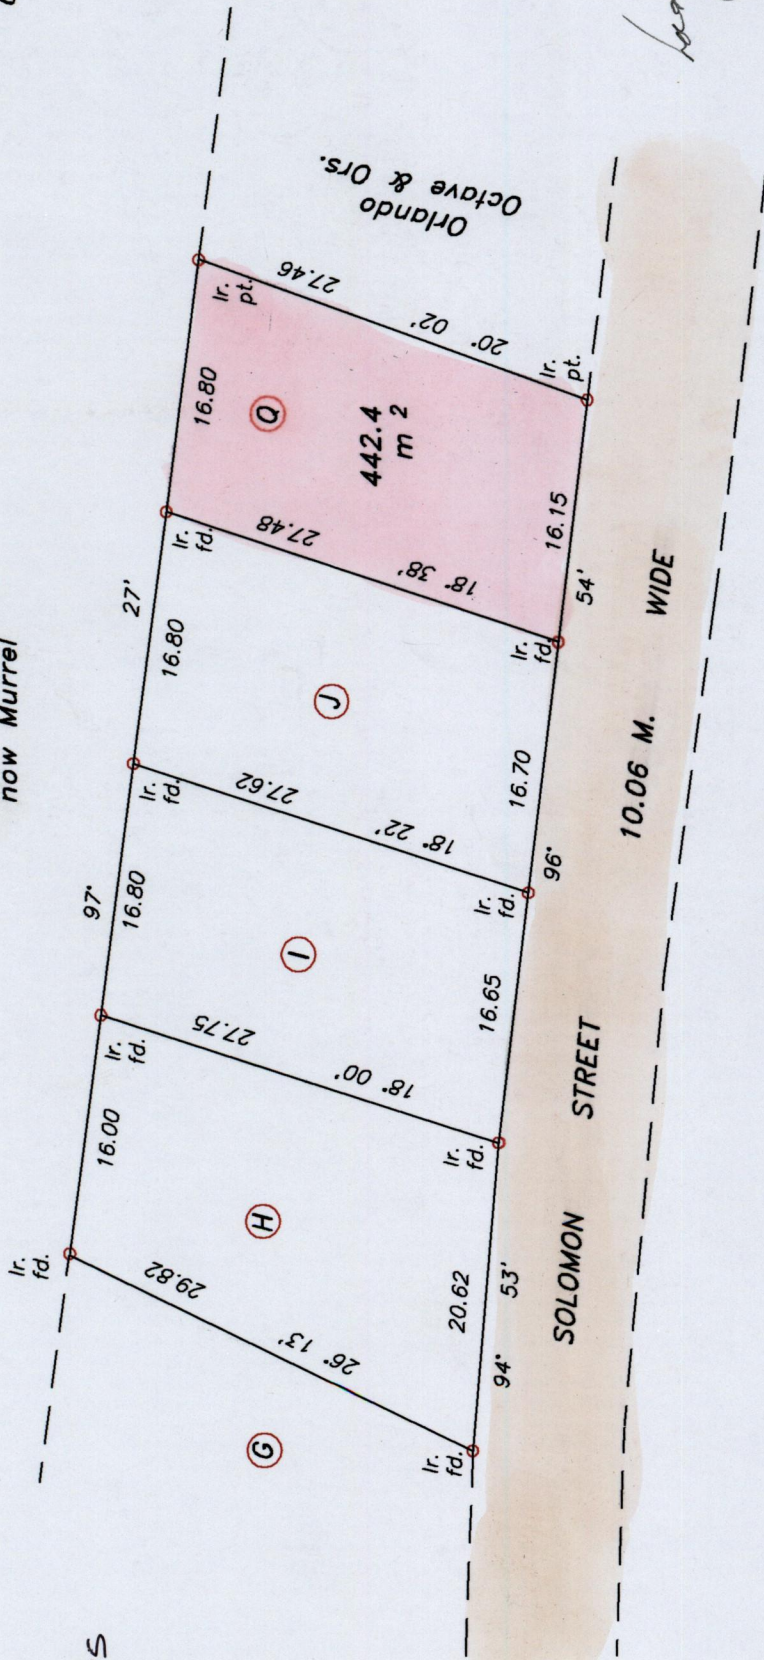 now Murrel
Orlando
Octave & Ors.
97° 27'
Ir.
fd.
16.00
Ir.
fd.
16.80
Ir.
fd.
16.80
Ir.
fd.
16.80
Ir.
pt.
G
26° 13' 29.82
H
18° 00' 27.75
I
18° 22' 27.62
J
18° 38' 27.48
Q
442.4
m 2
20° 02' 27.46
Ir.
fd.
20.62
Ir.
fd.
16.65
Ir.
fd.
16.70
Ir.
fd.
16.15
Ir.
pt.
94° 53'
96° 54'
SOLOMON STREET 10.06 M. WIDE
S